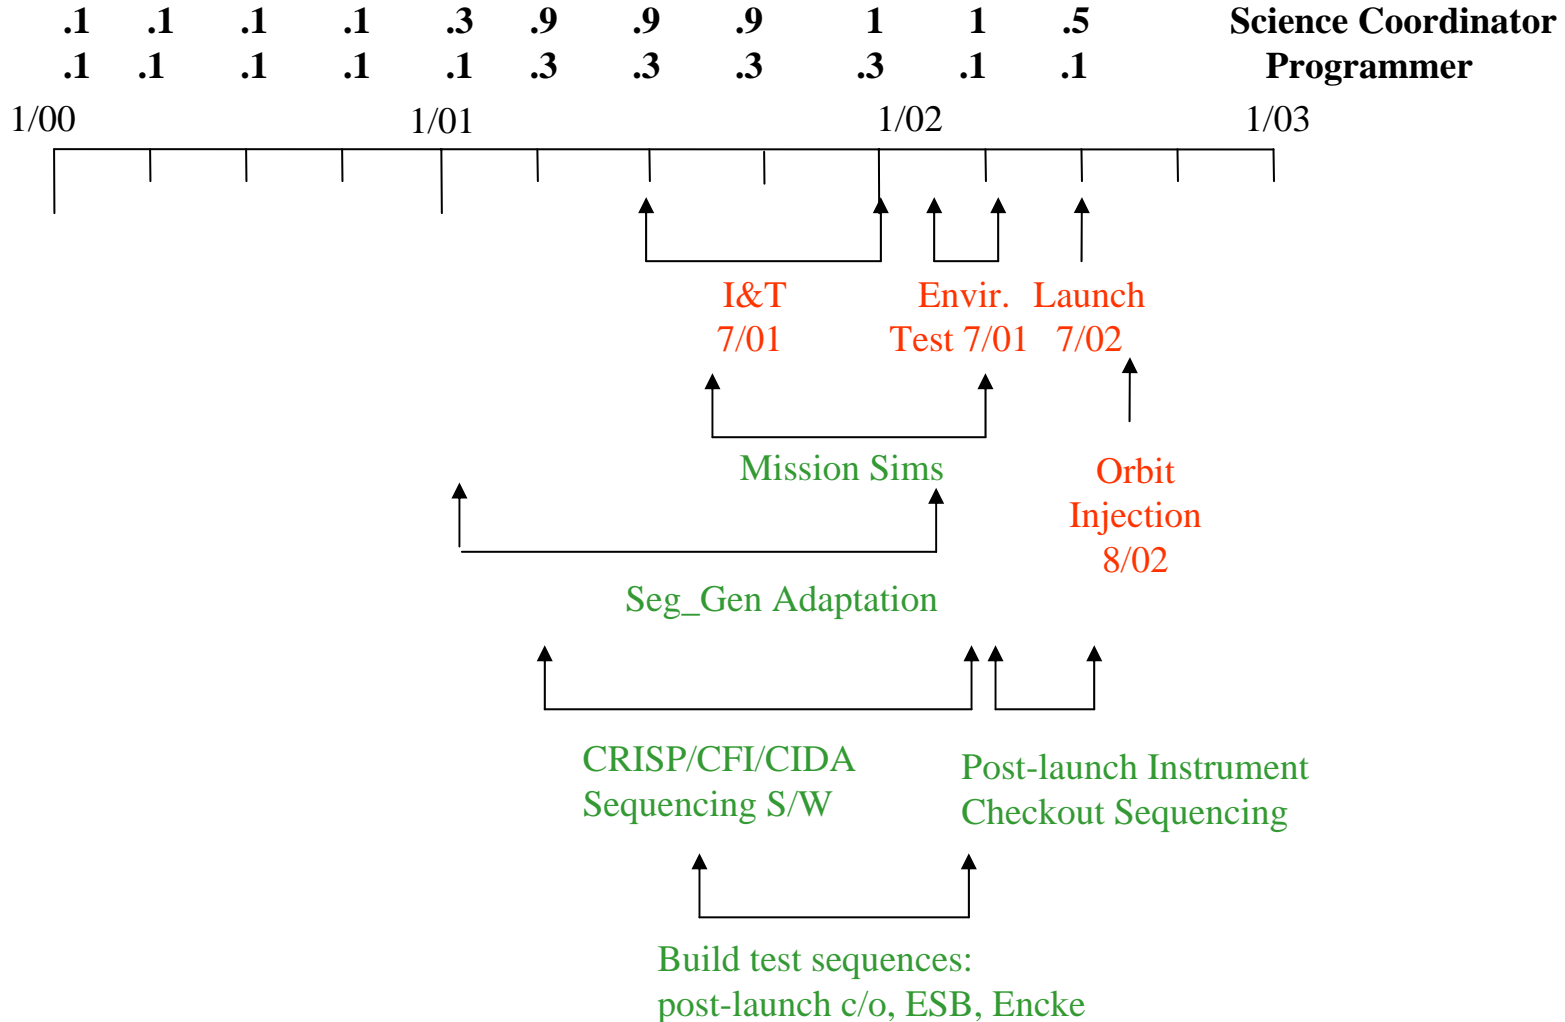 .1 .1 .1 .1 .3 .9 .9 .9 1 1 .5 Science Coordinator
.1 .1 .1 .1 .1 .3 .3 .3 .3 .1 .1 Programmer
1/00 1/01 1/02 1/03
I&T
7/01
Envir.
Test 7/01
Launch
7/02
Mission Sims
Orbit
Injection
8/02
Seg_Gen Adaptation
CRISP/CFI/CIDA
Sequencing S/W
Post-launch Instrument
Checkout Sequencing
Build test sequences:
post-launch c/o, ESB, Encke